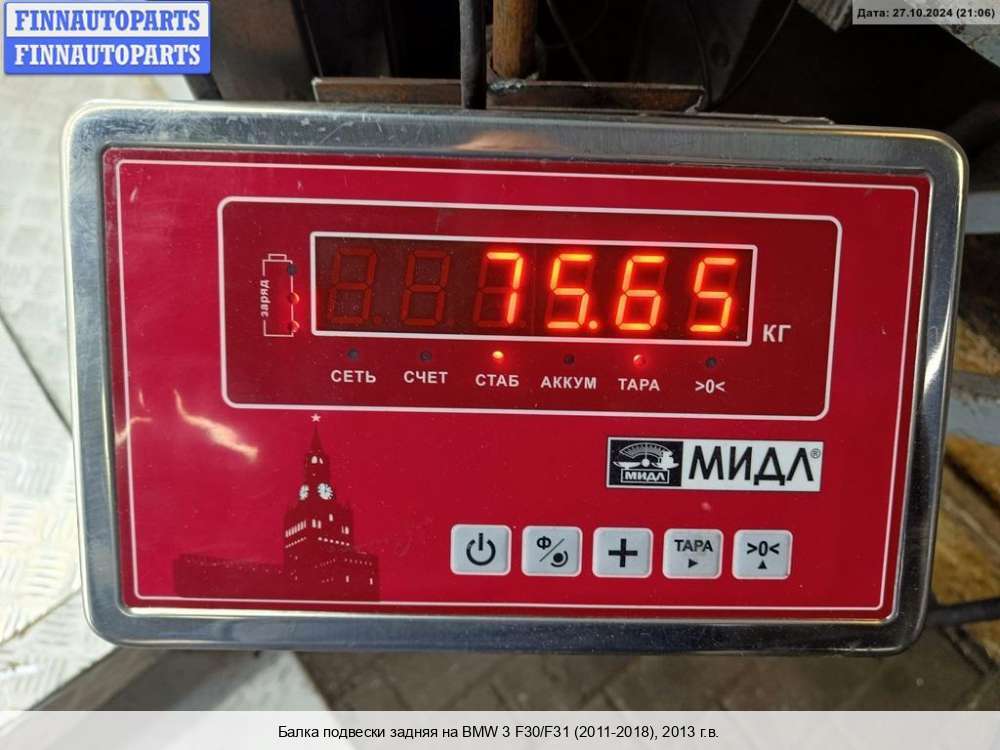 FINNAUTOPARTS
FINNAUTOPARTS
Дата: 27.10.2024 (21:06)
заряд
75.65
КГ
СЕТЬ СЧЕТ СТАБ АККУМ ТАРА >0<
МИДЛ МИДЛ®
Ф ТАРА >0<
Балка подвески задняя на BMW 3 F30/F31 (2011-2018), 2013 г.в.